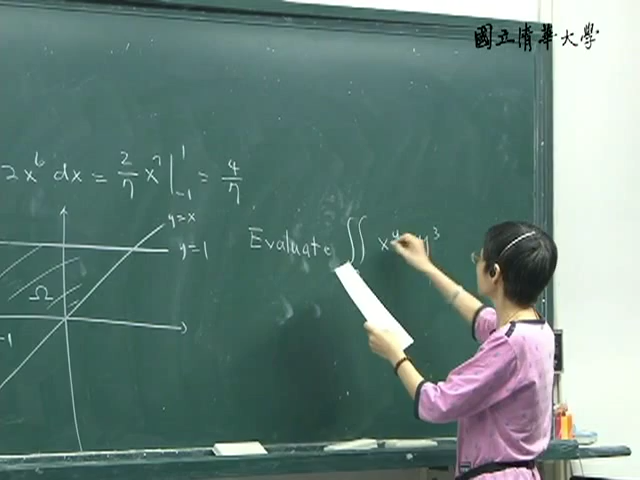 國立清華大學
2x⁶ dx = 2/7 x⁷ |₋₁¹ = 4/7
y=x
y=1
Evaluate ∬ x⁴ y³
Ω
-1